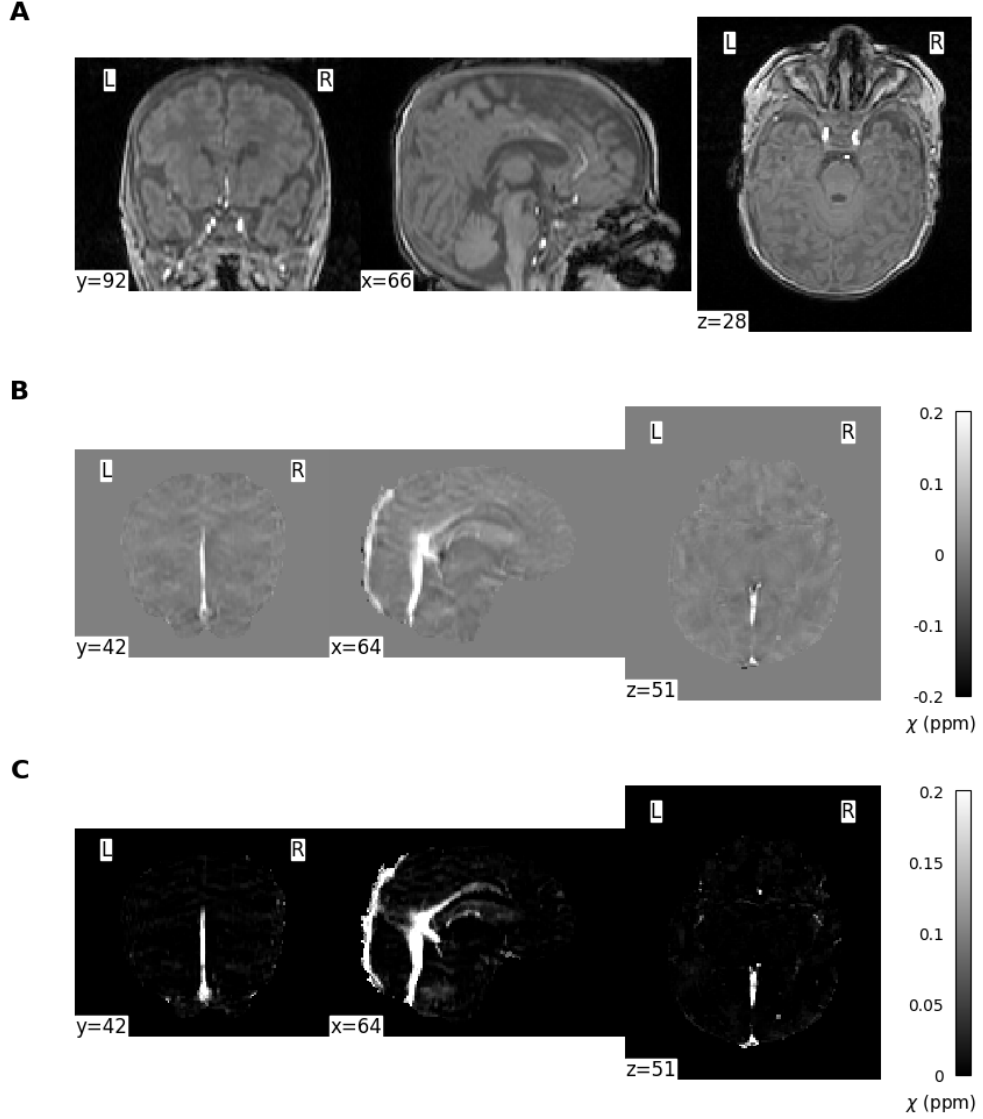 A
L R
L R
y=92 x=66
z=28
B
L R
L R
y=42 x=64
z=51
0.2
0.1
0
-0.1
-0.2
χ (ppm)
C
L R
L R
y=42 x=64
z=51
0.2
0.15
0.1
0.05
0
χ (ppm)